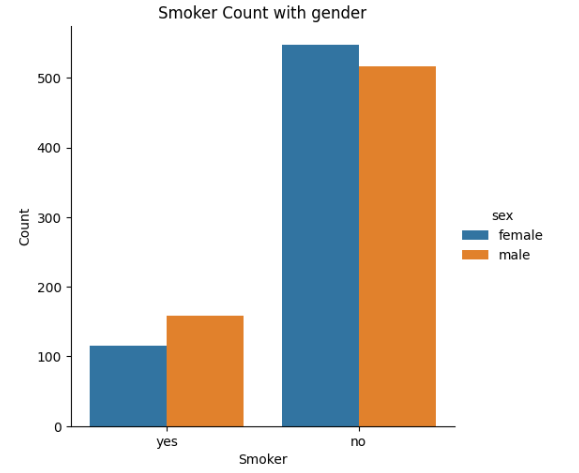 Smoker Count with gender
500
400
300
200
100
0
Count
yes
no
Smoker
sex
female
male